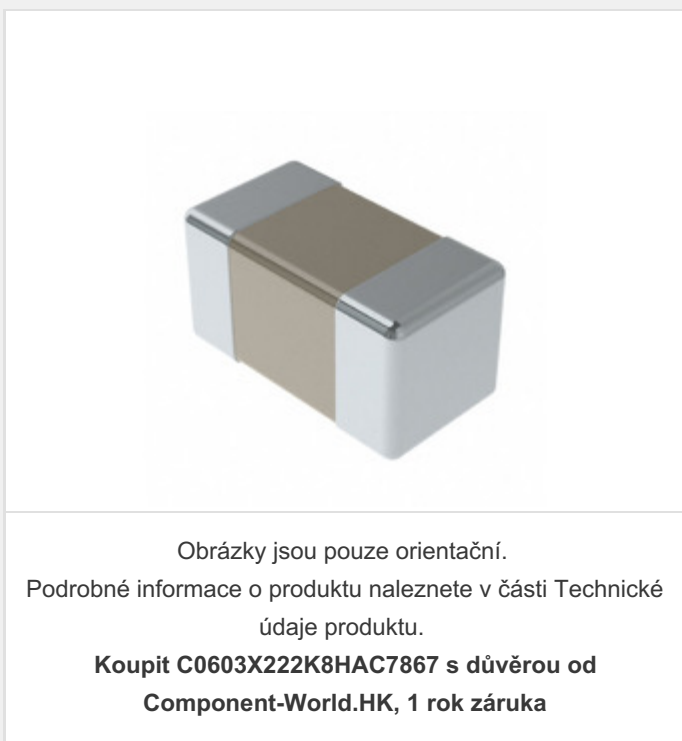 Obrázky jsou pouze orientační.
Podrobné informace o produktu naleznete v části Technické
údaje produktu.
Koupit C0603X222K8HAC7867 s důvěrou od
Component-World.HK, 1 rok záruka